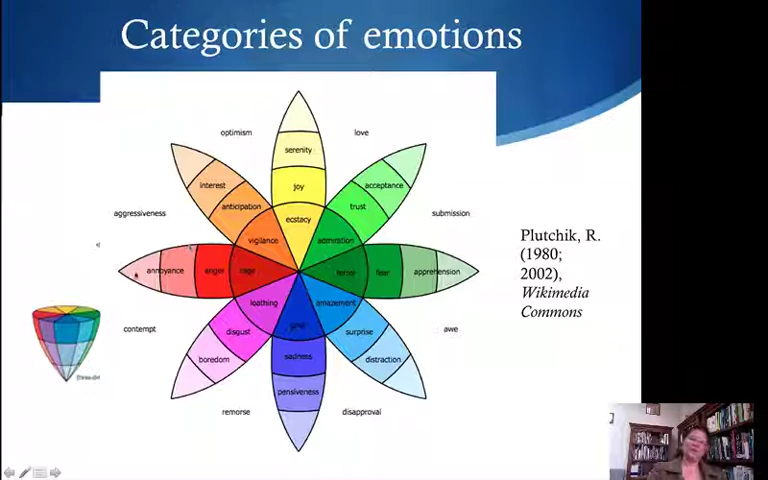 Categories of emotions
optimism
love
serenity
interest
acceptance
joy
anticipation
trust
aggressiveness
submission
ecstacy
vigilance
admiration
annoyance
anger
rage
terror
fear
apprehension
loathing
amazement
grief
contempt
disgust
surprise
awe
boredom
sadness
distraction
pensiveness
remorse
disapproval
Plutchik, R.
(1980;
2002),
Wikimedia
Commons